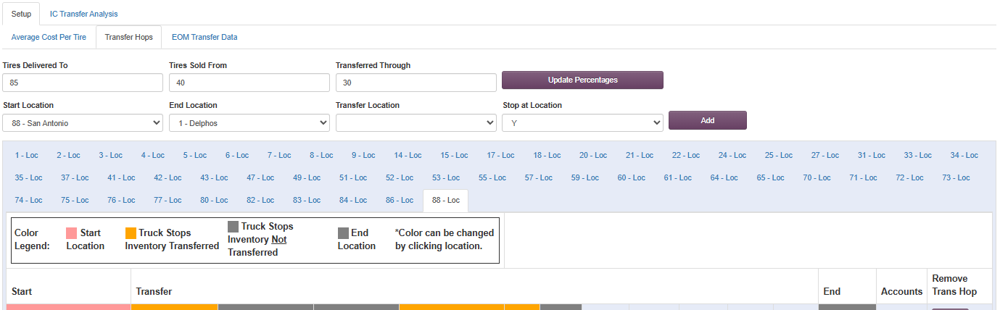 Setup IC Transfer Analysis
Average Cost Per Tire Transfer Hops EOM Transfer Data
Tires Delivered To Tires Sold From Transferred Through
85 40 30 Update Percentages
Start Location End Location Transfer Location Stop at Location
88 - San Antonio 1 - Delphos Y Add
1 - Loc 2 - Loc 3 - Loc 4 - Loc 5 - Loc 6 - Loc 7 - Loc 8 - Loc 9 - Loc 14 - Loc 15 - Loc 17 - Loc 18 - Loc 20 - Loc 21 - Loc 22 - Loc 24 - Loc 25 - Loc 27 - Loc 31 - Loc 33 - Loc 34 - Loc
35 - Loc 37 - Loc 41 - Loc 42 - Loc 43 - Loc 47 - Loc 49 - Loc 51 - Loc 52 - Loc 53 - Loc 55 - Loc 57 - Loc 59 - Loc 60 - Loc 61 - Loc 64 - Loc 65 - Loc 70 - Loc 71 - Loc 72 - Loc 73 - Loc
74 - Loc 75 - Loc 76 - Loc 77 - Loc 80 - Loc 82 - Loc 83 - Loc 84 - Loc 86 - Loc 88 - Loc
Color Legend:
Start Location
Truck Stops
Inventory Transferred
Truck Stops
Inventory Not
Transferred
End
Location
*Color can be changed
by clicking location.
Start Transfer End Accounts Remove
Trans Hop